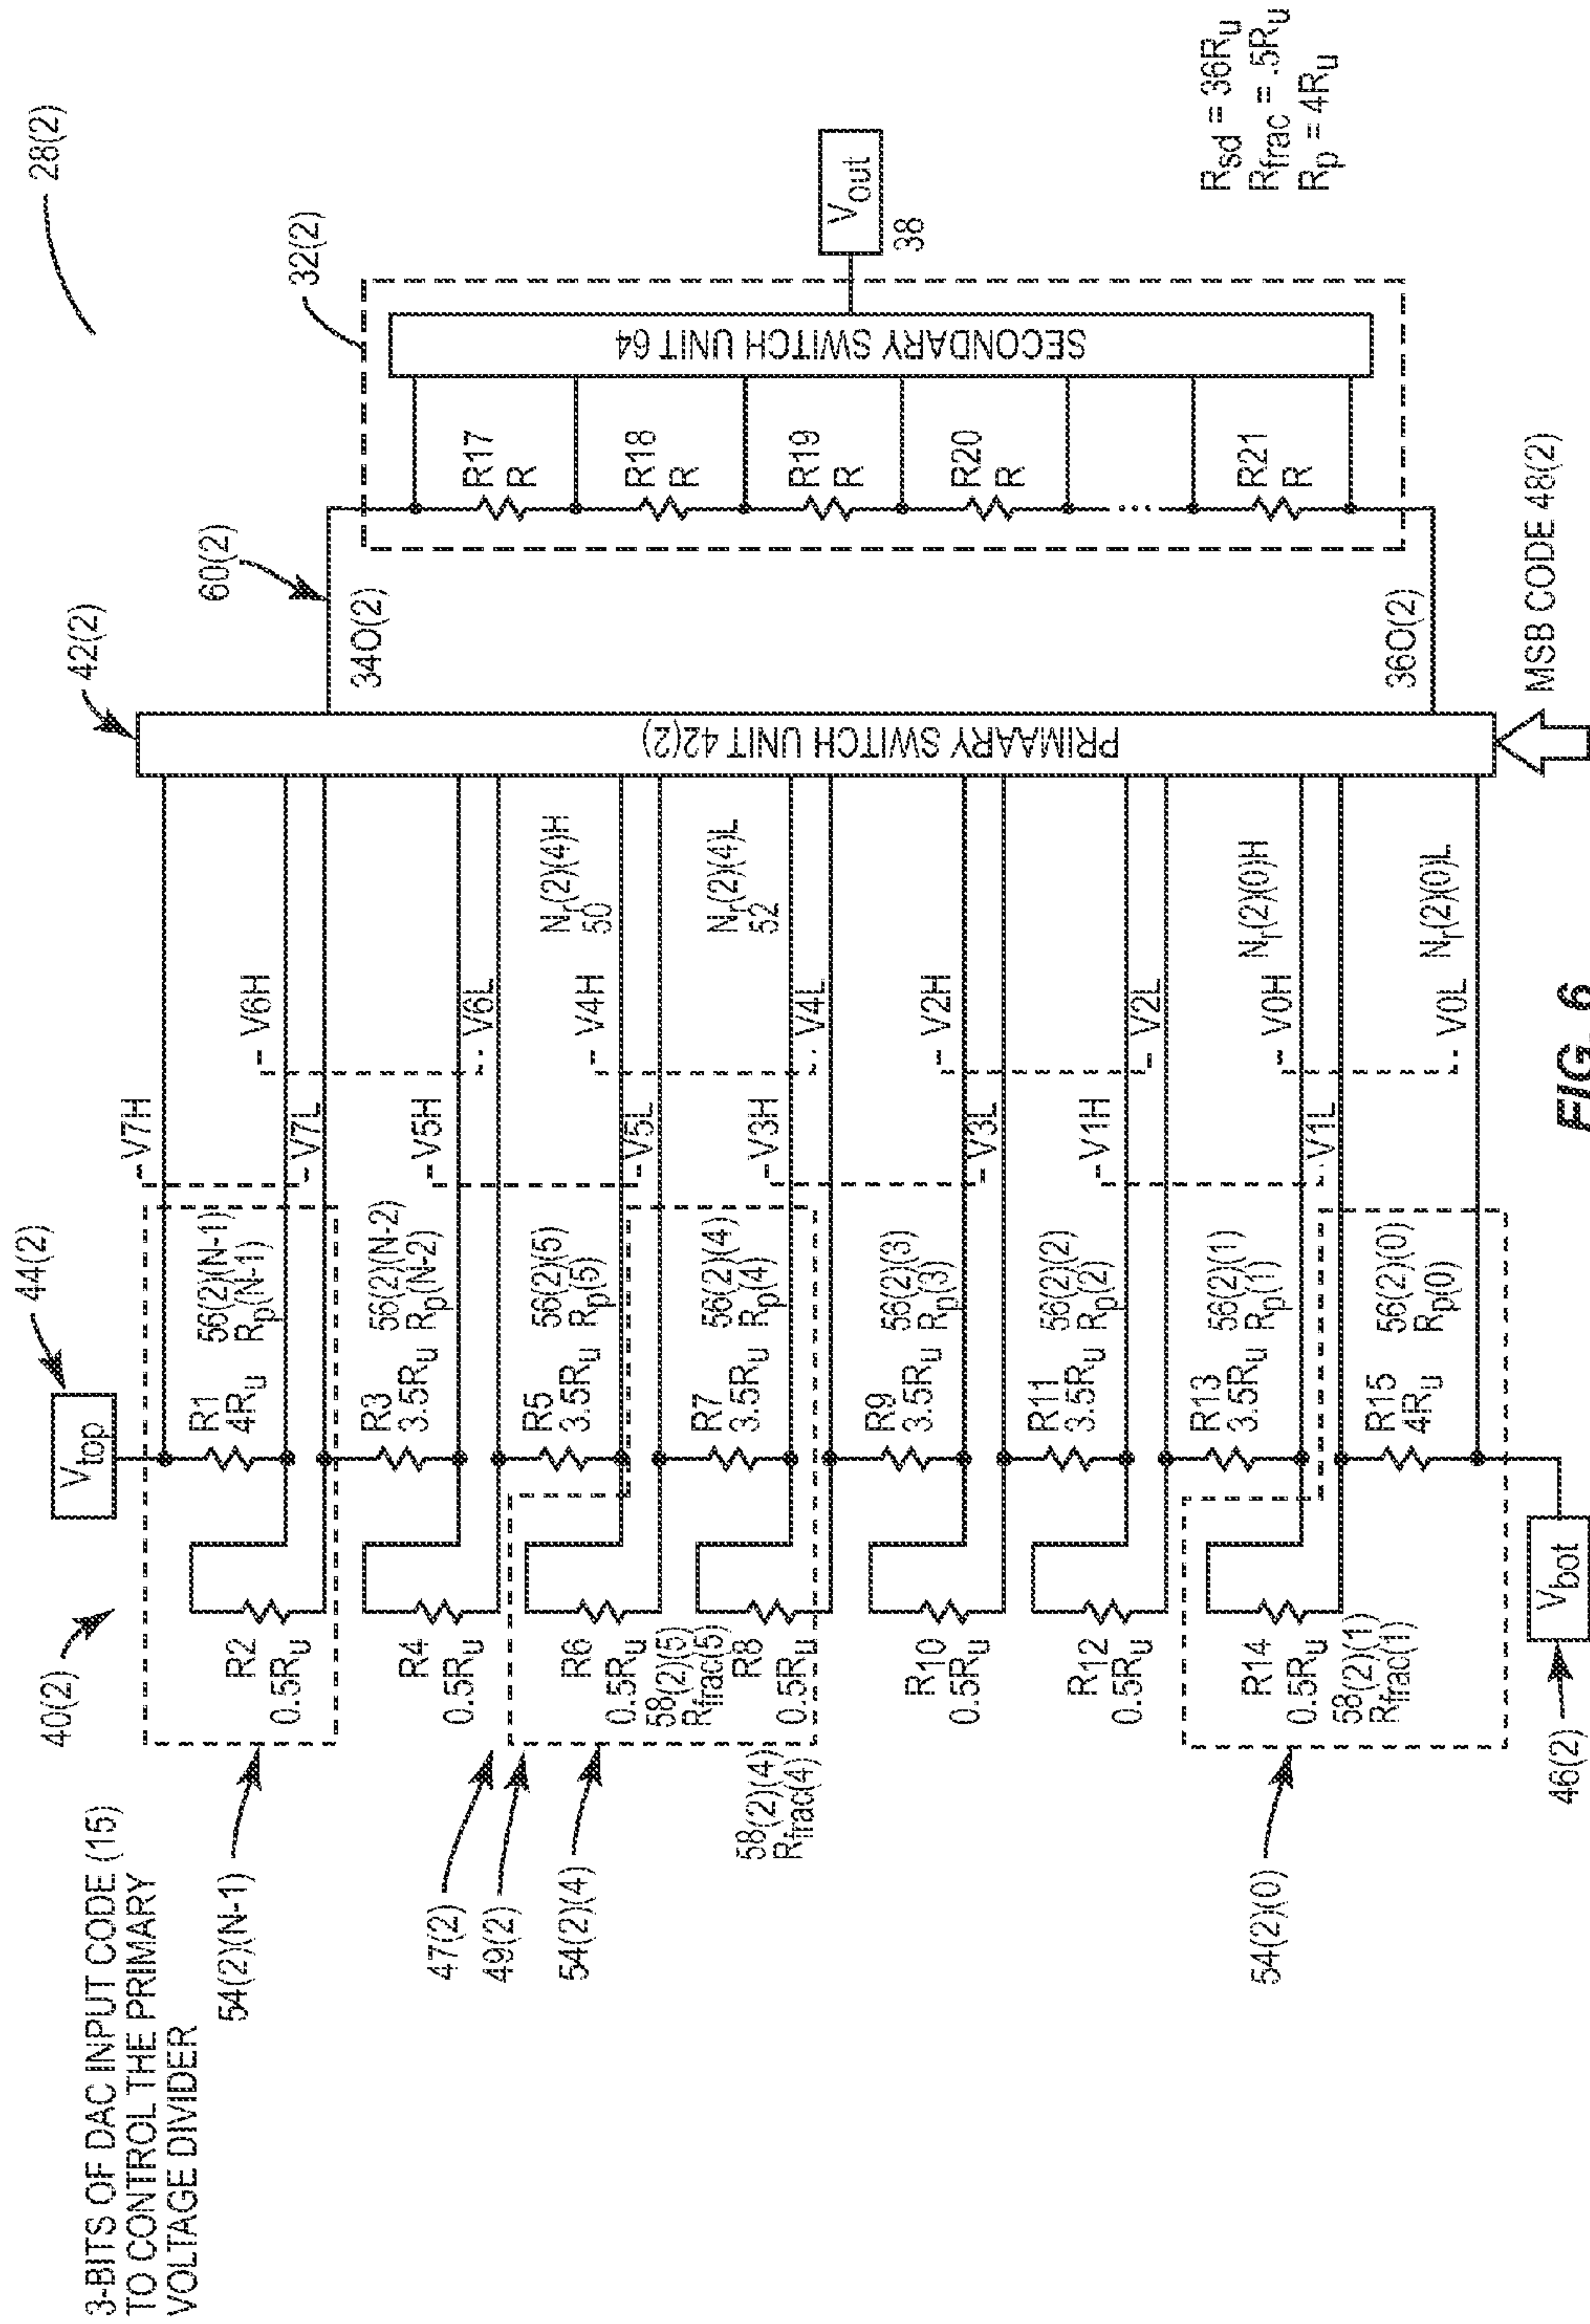 3-BITS OF DAC INPUT CODE (15)
TO CONTROL THE PRIMARY
VOLTAGE DIVIDER
40(2)
44(2)
42(2)
60(2)
32(2)
28(2)
54(2)(N-1)
47(2)
49(2)
54(2)(4)
54(2)(0)
46(2)
Vtop
Vbot
R1
4Ru
56(2)(N-1)
Rp(N-1)
R2
0.5Ru
R3
3.5Ru
56(2)(N-2)
Rp(N-2)
R4
0.5Ru
R5
3.5Ru
56(2)(5)
Rp(5)
R6
0.5Ru
58(2)(5)
Rfrac(5)
R7
3.5Ru
56(2)(4)
Rp(4)
R8
0.5Ru
58(2)(4)
Rfrac(4)
R9
3.5Ru
56(2)(3)
Rp(3)
R10
0.5Ru
R11
3.5Ru
56(2)(2)
Rp(2)
R12
0.5Ru
R13
3.5Ru
56(2)(1)
Rp(1)
R14
0.5Ru
58(2)(1)
Rfrac(1)
R15
4Ru
56(2)(0)
Rp(0)
V7H
V7L
V6H
V6L
V5H
V5L
V4H
V4L
V3H
V3L
V2H
V2L
V1H
V1L
V0H
V0L
Nr(2)(4)H
50
Nr(2)(4)L
52
Nr(2)(0)H
Nr(2)(0)L
PRIMAARY SWITCH UNIT 42(2)
MSB CODE 48(2)
34O(2)
36O(2)
R17
R
R18
R
R19
R
R20
R
...
R21
R
SECONDARY SWITCH UNIT 64
Vout
38
Rsd = 36Ru
Rfrac = .5Ru
Rp = 4Ru
FIG. 6